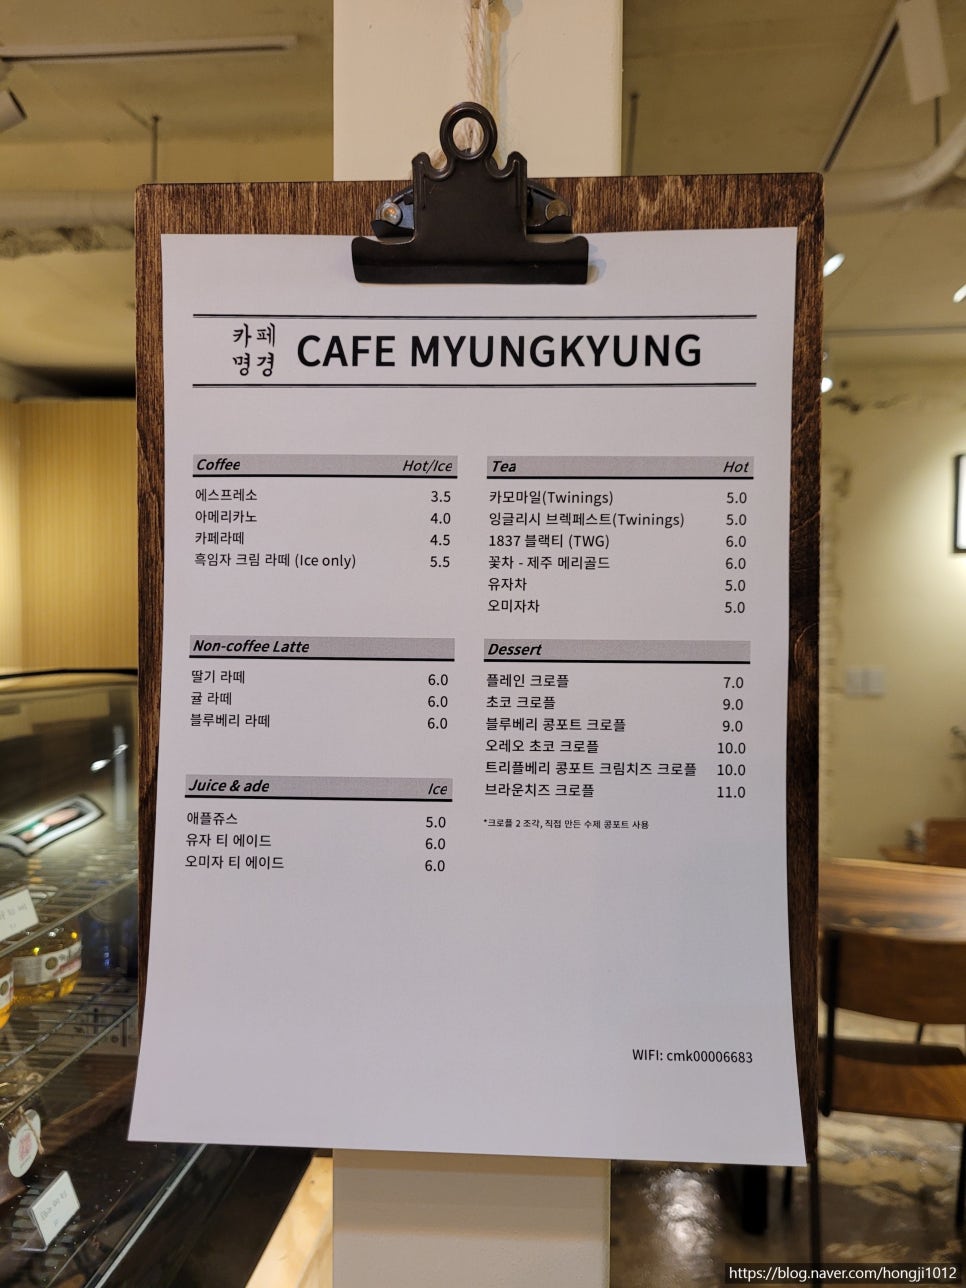 카페
명경
CAFE MYUNGKYUNG
Coffee Hot/Ice
에스프레소 3.5
아메리카노 4.0
카페라떼 4.5
흑임자 크림 라떼 (Ice only) 5.5
Non-coffee Latte
딸기 라떼 6.0
귤 라떼 6.0
블루베리 라떼 6.0
Juice & ade Ice
애플쥬스 5.0
유자 티 에이드 6.0
오미자 티 에이드 6.0
Tea Hot
카모마일(Twinings) 5.0
잉글리시 브렉페스트(Twinings) 5.0
1837 블랙티 (TWG) 6.0
꽃차 - 제주 메리골드 6.0
유자차 5.0
오미자차 5.0
Dessert
플레인 크로플 7.0
초코 크로플 9.0
블루베리 콩포트 크로플 9.0
오레오 초코 크로플 10.0
트리플베리 콩포트 크림치즈 크로플 10.0
브라운치즈 크로플 11.0
*크로플 2 조각, 직접 만든 수제 콩포트 사용
WIFI: cmk00006683
https://blog.naver.com/hongji1012